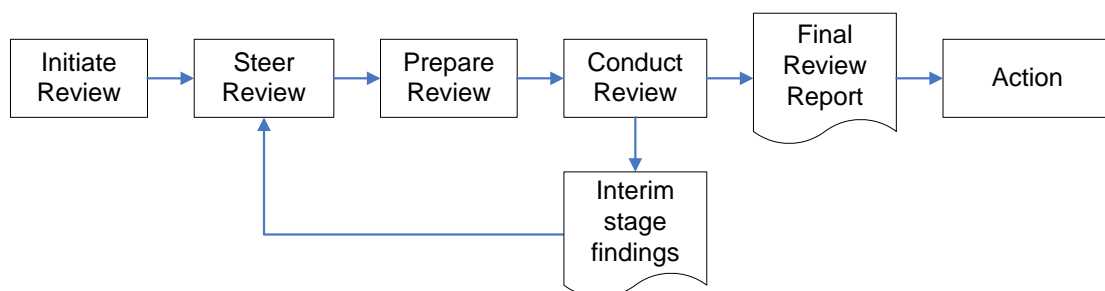 Initiate
Review
Steer
Review
Prepare
Review
Conduct
Review
Final
Review
Report
Action
Interim
stage
findings